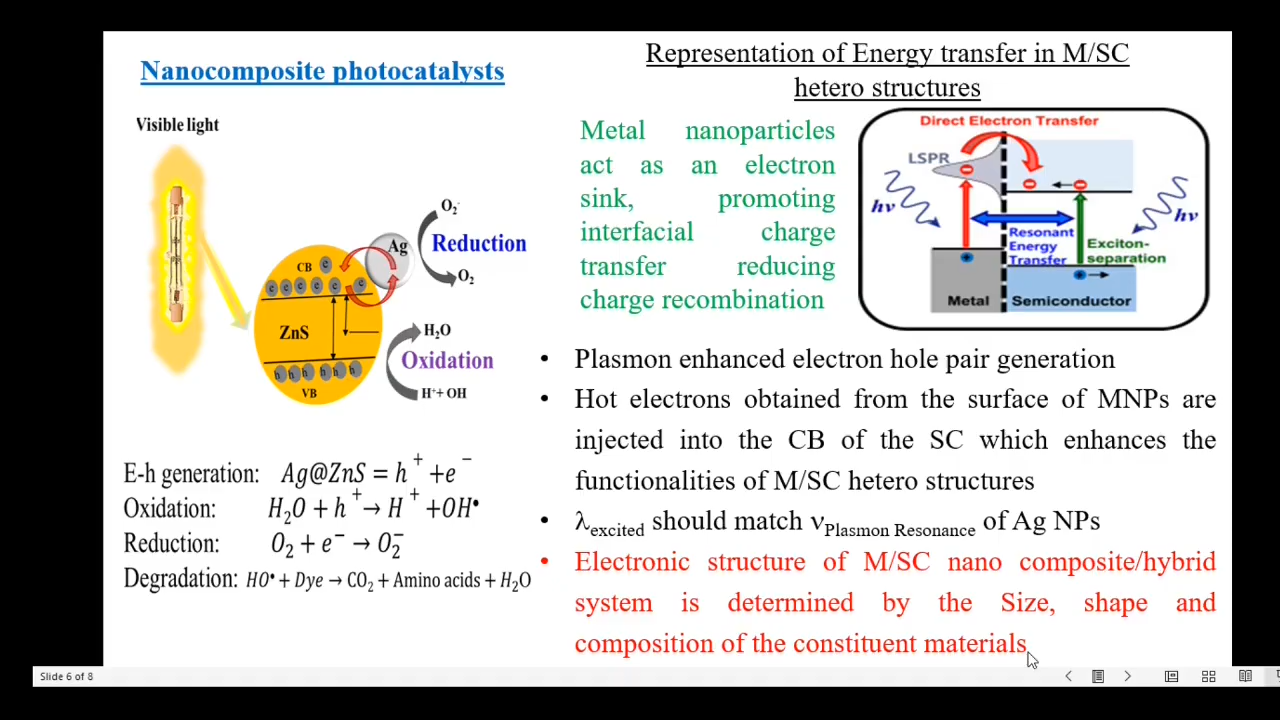 Nanocomposite photocatalysts
Visible light
CB
e
e e e e e e
Ag
O₂⁻
Reduction
O₂
ZnS
H₂O
Oxidation
h h h h h h
H⁺+ OH
VB
E-h generation: Ag@ZnS = h⁺ +e⁻
Oxidation: H₂O + h⁺ → H⁺ +OH•
Reduction: O₂ + e⁻ → O₂⁻
Degradation: HO• + Dye → CO₂ + Amino acids + H₂O
Representation of Energy transfer in M/SC
hetero structures
Metal nanoparticles
act as an electron
sink, promoting
interfacial charge
transfer reducing
charge recombination
Direct Electron Transfer
LSPR
hν
hν
Resonant
Energy
Transfer
Exciton-
separation
Metal
Semiconductor
• Plasmon enhanced electron hole pair generation
• Hot electrons obtained from the surface of MNPs are
injected into the CB of the SC which enhances the
functionalities of M/SC hetero structures
• λexcited should match νPlasmon Resonance of Ag NPs
• Electronic structure of M/SC nano composite/hybrid
system is determined by the Size, shape and
composition of the constituent materials.
Slide 6 of 8